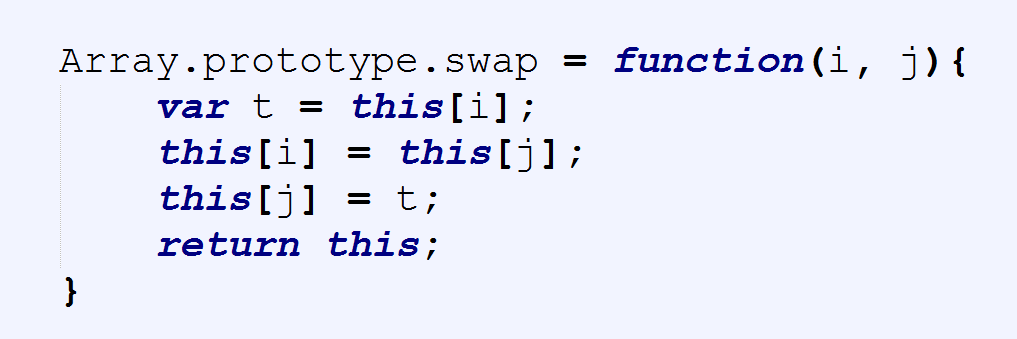 Array.prototype.swap = function(i, j){
    var t = this[i];
    this[i] = this[j];
    this[j] = t;
    return this;
}